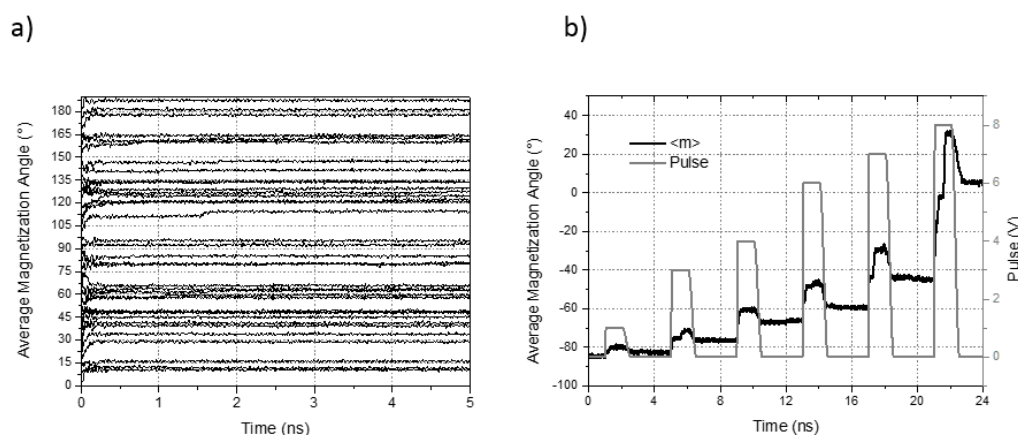 a)
b)
Average Magnetization Angle (°)
180
165
150
135
120
105
90
75
60
45
30
15
0
0 1 2 3 4 5
Time (ns)
Average Magnetization Angle (°)
40
20
0
-20
-40
-60
-80
-100
<m>
Pulse
8
6
4
2
0
Pulse (V)
0 4 8 12 16 20 24
Time (ns)